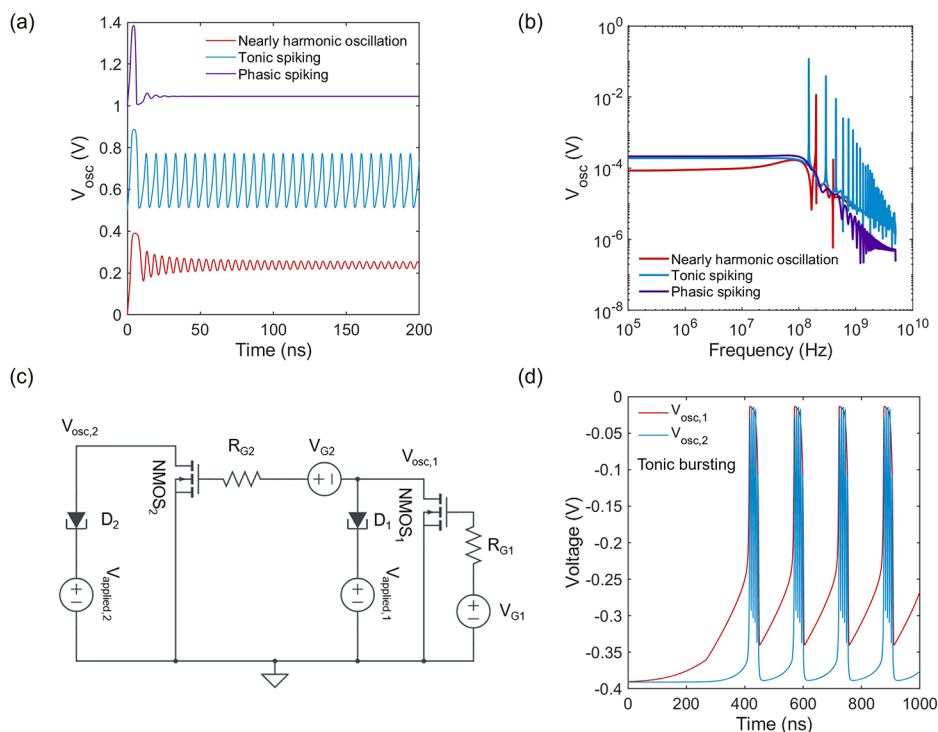 (a)
1.4
1.2
1
0.8
0.6
0.4
0.2
0
V_osc (V)
Nearly harmonic oscillation
Tonic spiking
Phasic spiking
0 50 100 150 200
Time (ns)
(b)
10^0
10^-2
10^-4
10^-6
10^-8
V_osc (V)
Nearly harmonic oscillation
Tonic spiking
Phasic spiking
10^5 10^6 10^7 10^8 10^9 10^10
Frequency (Hz)
(c)
V_osc,2
NMOS_2
R_G2
V_G2
V_osc,1
D_2
D_1
NMOS_1
R_G1
V_applied,2
V_applied,1
V_G1
(d)
0
-0.05
-0.1
-0.15
-0.2
-0.25
-0.3
-0.35
-0.4
Voltage (V)
V_osc,1
V_osc,2
Tonic bursting
0 200 400 600 800 1000
Time (ns)